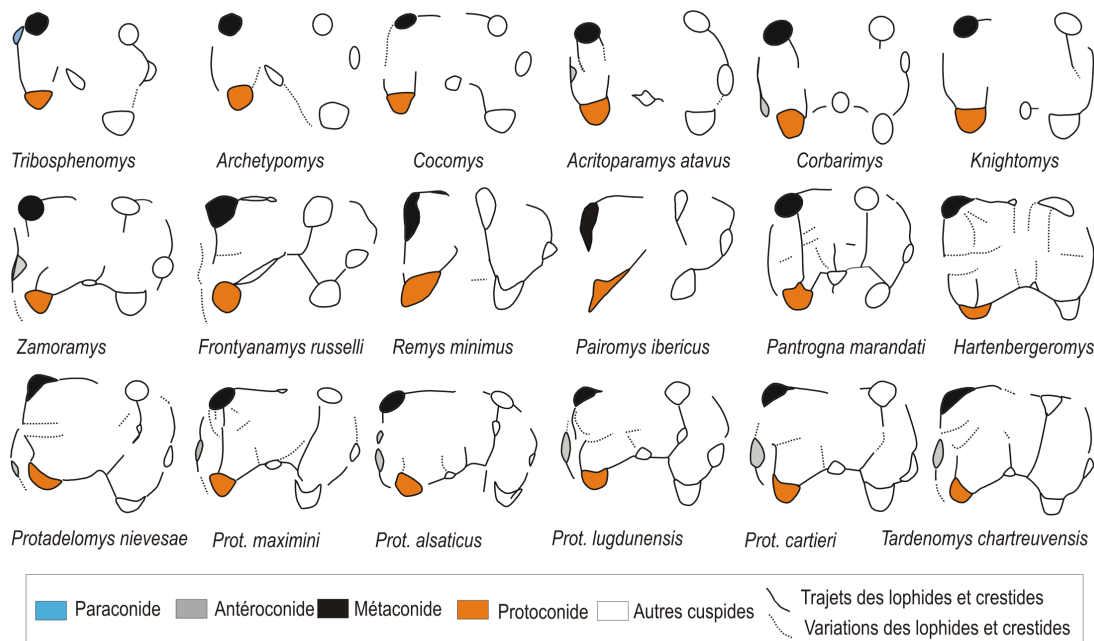 Tribosphenomys Archetypomys Cocomys Acritoparamys atavus Corbarimys Knightomys
Zamoramys Frontyanamys russelli Remys minimus Pairomys ibericus Pantrogna marandati Hartenbergeromys
Protadelomys nievesae Prot. maximini Prot. alsaticus Prot. lugdunensis Prot. cartieri Tardenomys chartreuvensis
Paraconide Antéroconide Métaconide Protoconide Autres cuspides Trajets des lophides et crestides
Variations des lophides et crestides